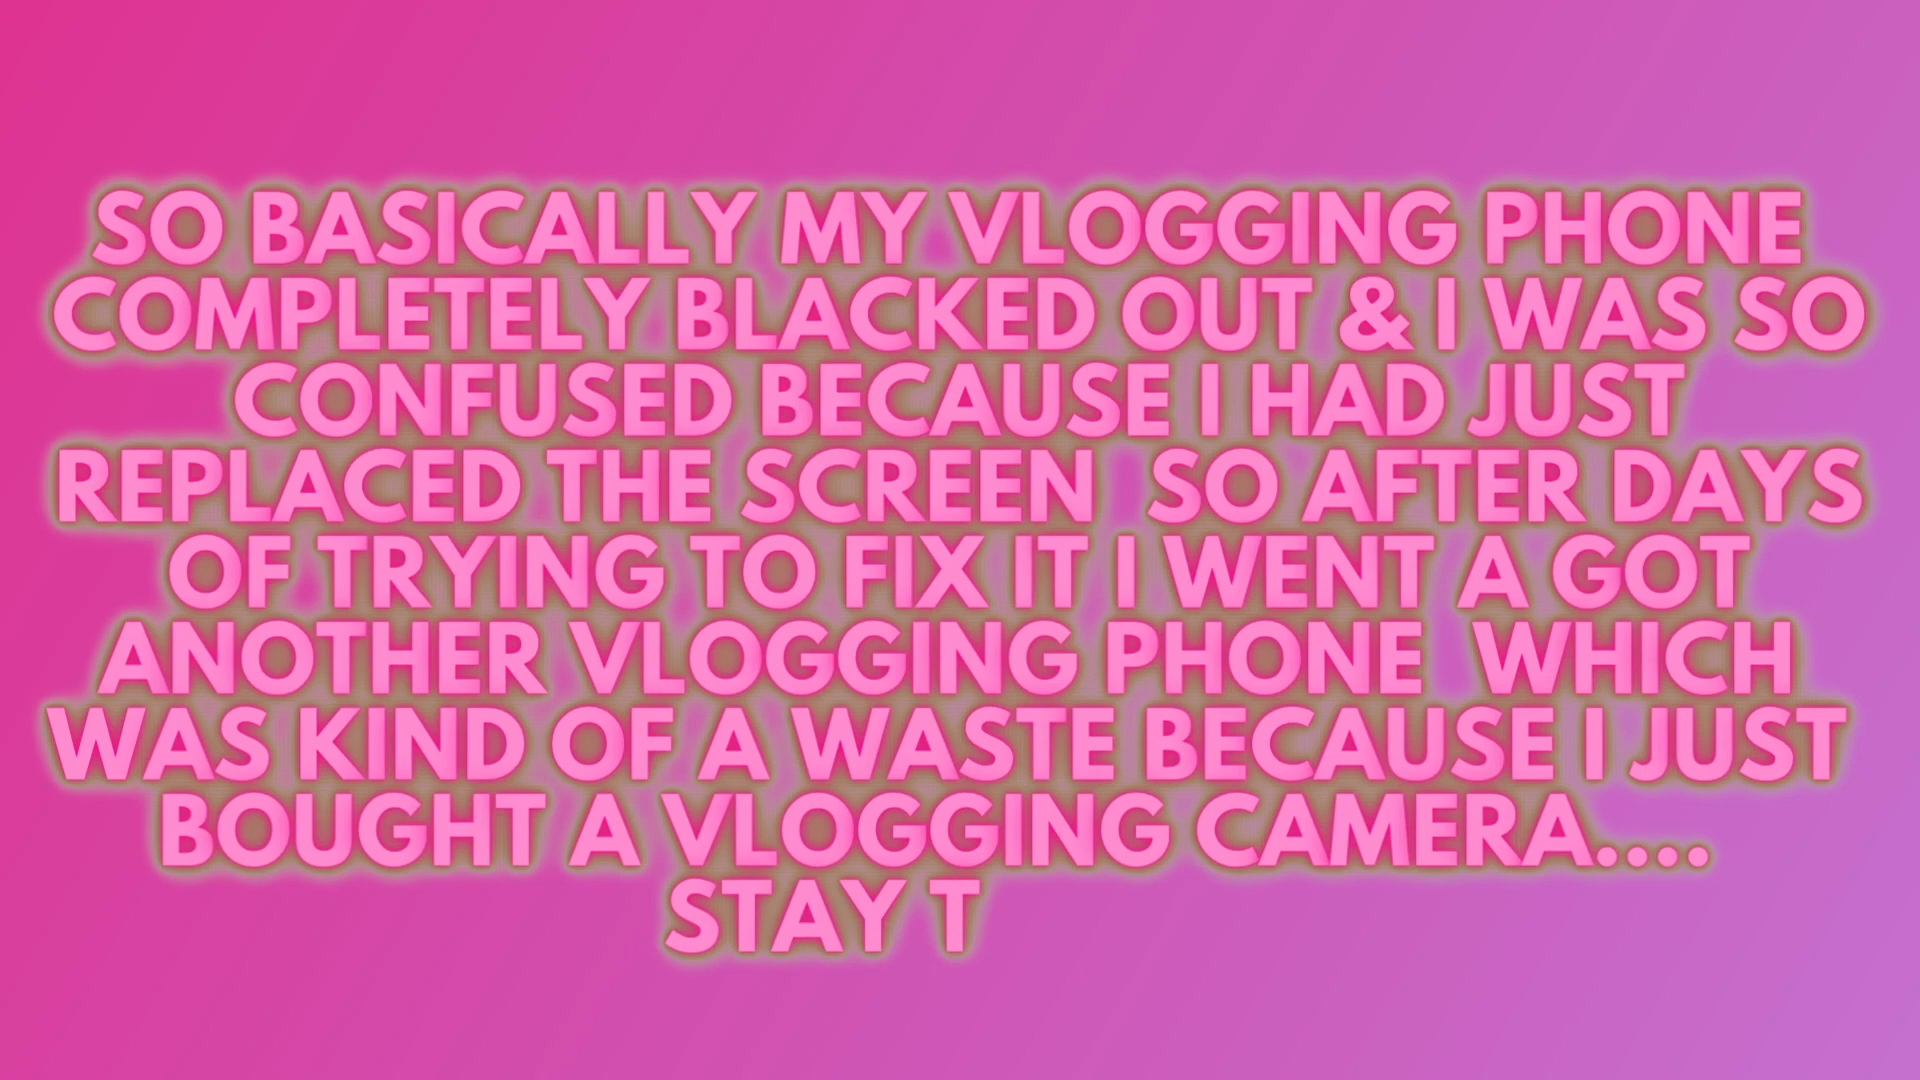 SO BASICALLY MY VLOGGING PHONE
COMPLETELY BLACKED OUT & I WAS SO
CONFUSED BECAUSE I HAD JUST
REPLACED THE SCREEN SO AFTER DAYS
OF TRYING TO FIX IT I WENT A GOT
ANOTHER VLOGGING PHONE WHICH
WAS KIND OF A WASTE BECAUSE I JUST
BOUGHT A VLOGGING CAMERA....
STAY T